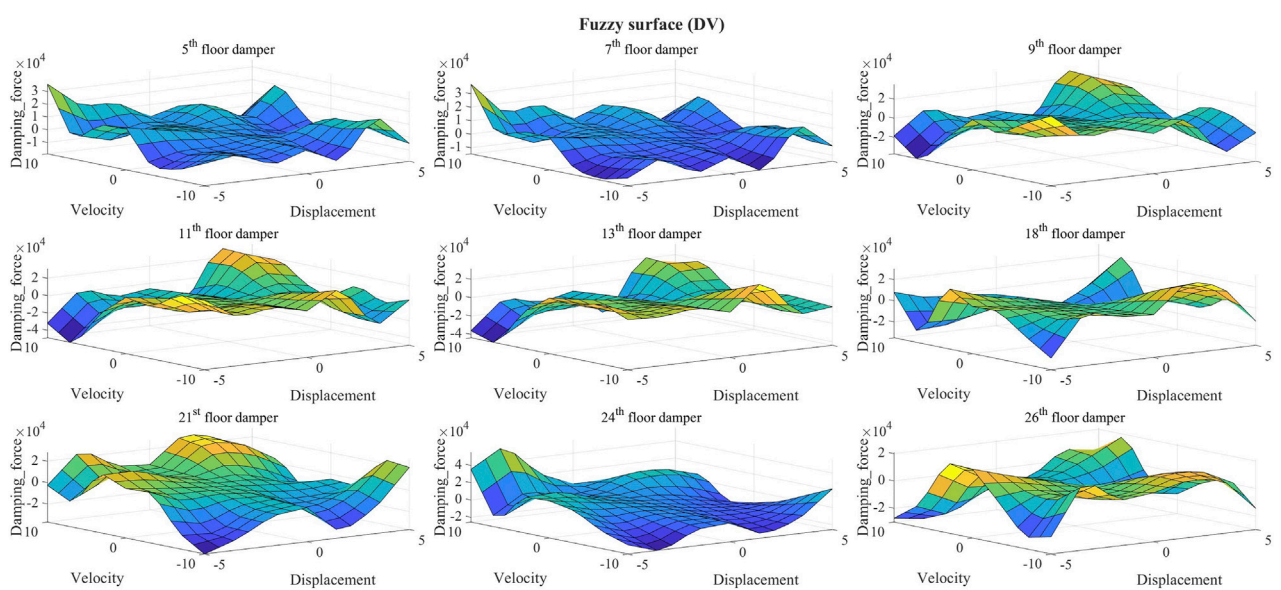 Fuzzy surface (DV)
5th floor damper
×10^4
Damping_force
3
2
1
0
-1
10
0
-10
Velocity
-5
0
5
Displacement
7th floor damper
×10^4
Damping_force
3
2
1
0
-1
10
0
-10
Velocity
-5
0
5
Displacement
9th floor damper
×10^4
Damping_force
2
0
-2
10
0
-10
Velocity
-5
0
5
Displacement
11th floor damper
×10^4
Damping_force
2
0
-2
-4
10
0
-10
Velocity
-5
0
5
Displacement
13th floor damper
×10^4
Damping_force
2
0
-2
-4
10
0
-10
Velocity
-5
0
5
Displacement
18th floor damper
×10^4
Damping_force
2
0
-2
10
0
-10
Velocity
-5
0
5
Displacement
21st floor damper
×10^4
Damping_force
2
0
-2
10
0
-10
Velocity
-5
0
5
Displacement
24th floor damper
×10^4
Damping_force
4
2
0
-2
10
0
-10
Velocity
-5
0
5
Displacement
26th floor damper
×10^4
Damping_force
2
0
-2
10
0
-10
Velocity
-5
0
5
Displacement